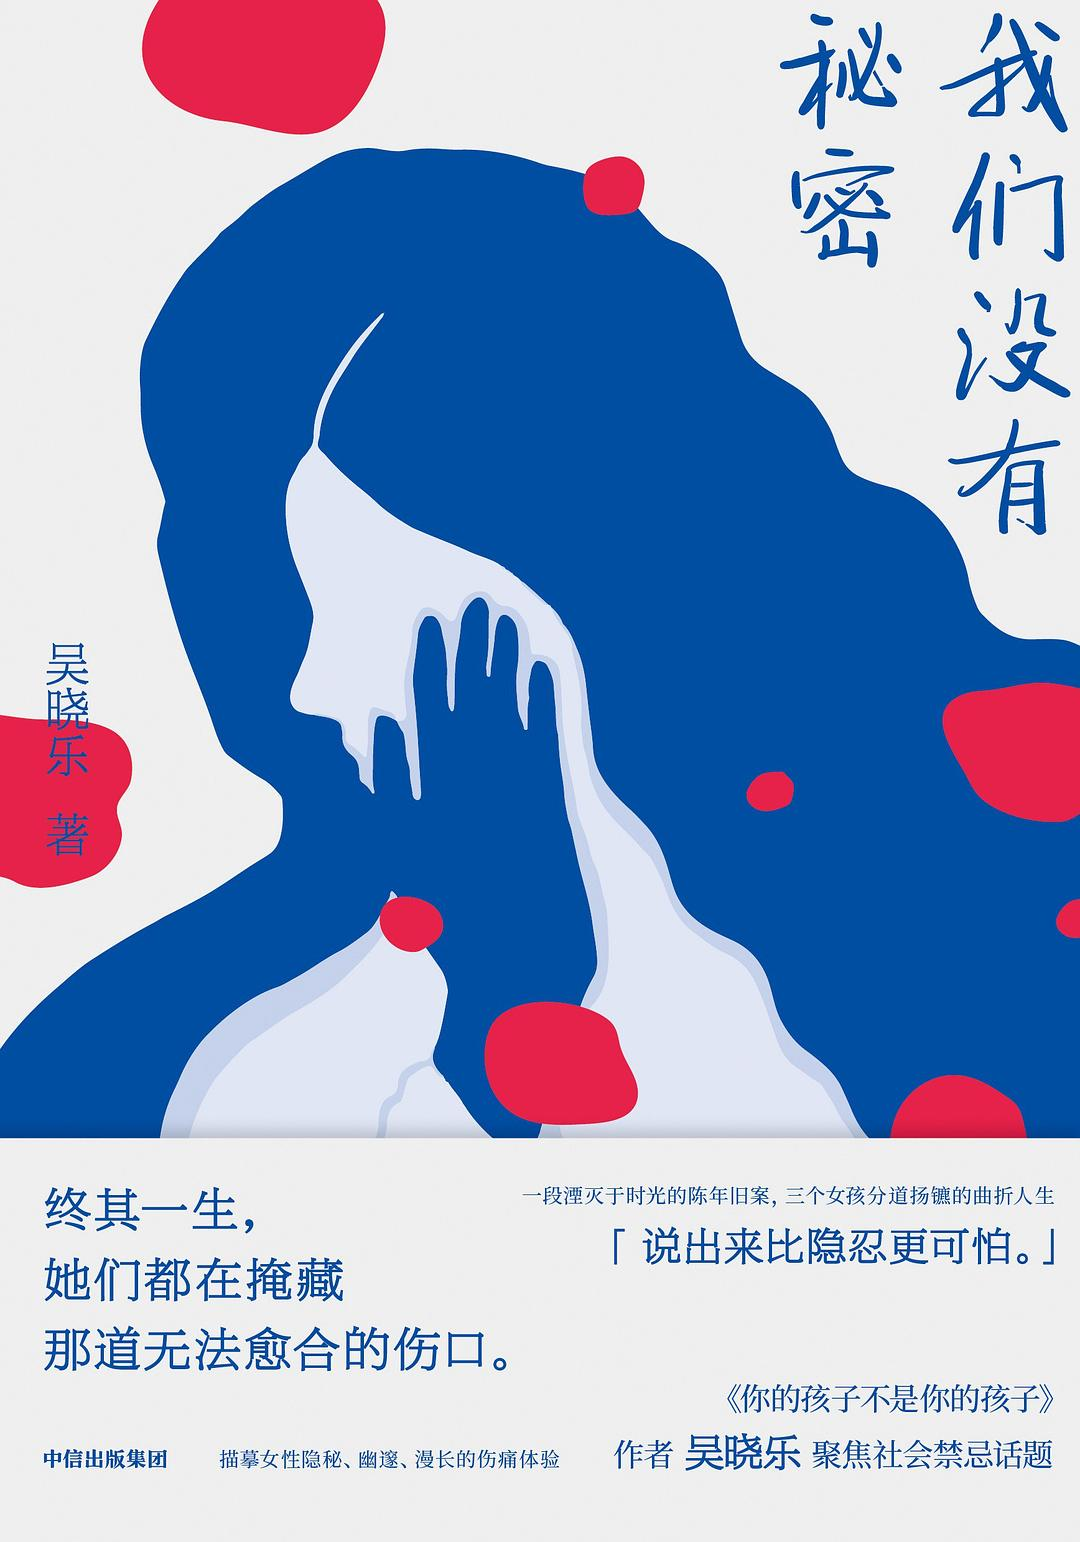 我们没有
秘密
吴晓乐 著
终其一生，
她们都在掩藏
那道无法愈合的伤口。
一段湮灭于时光的陈年旧案，三个女孩分道扬镳的曲折人生
「说出来比隐忍更可怕。」
《你的孩子不是你的孩子》
作者 吴晓乐 聚焦社会禁忌话题
中信出版集团
描摹女性隐秘、幽邃、漫长的伤痛体验